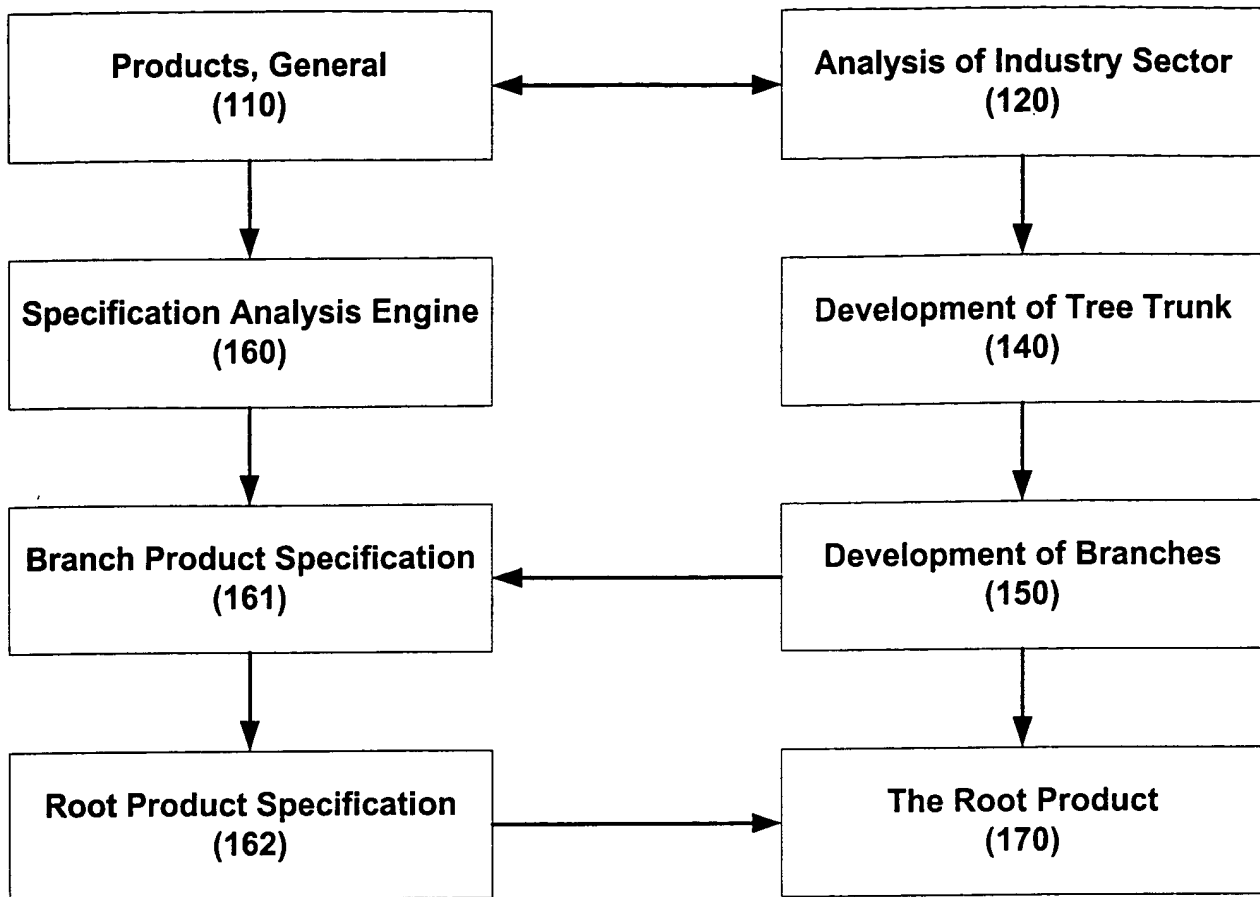 Products, General
(110)
Analysis of Industry Sector
(120)
Specification Analysis Engine
(160)
Development of Tree Trunk
(140)
Branch Product Specification
(161)
Development of Branches
(150)
Root Product Specification
(162)
The Root Product
(170)